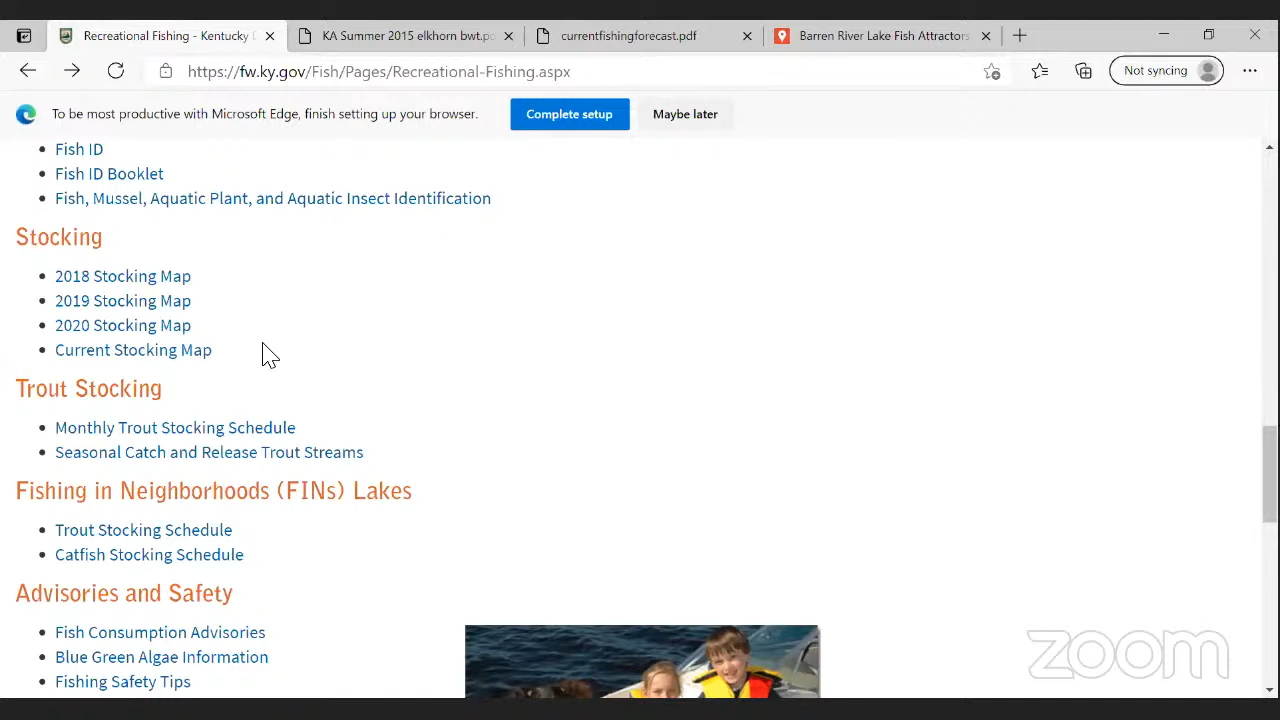 Recreational Fishing - Kentucky
KA Summer 2015 elkhorn bwt.pd
currentfishingforecast.pdf
Barren River Lake Fish Attractors
https://fw.ky.gov/Fish/Pages/Recreational-Fishing.aspx
Not syncing
To be most productive with Microsoft Edge, finish setting up your browser.
Complete setup
Maybe later
Fish ID
Fish ID Booklet
Fish, Mussel, Aquatic Plant, and Aquatic Insect Identification
Stocking
2018 Stocking Map
2019 Stocking Map
2020 Stocking Map
Current Stocking Map
Trout Stocking
Monthly Trout Stocking Schedule
Seasonal Catch and Release Trout Streams
Fishing in Neighborhoods (FINs) Lakes
Trout Stocking Schedule
Catfish Stocking Schedule
Advisories and Safety
Fish Consumption Advisories
Blue Green Algae Information
Fishing Safety Tips
zoom